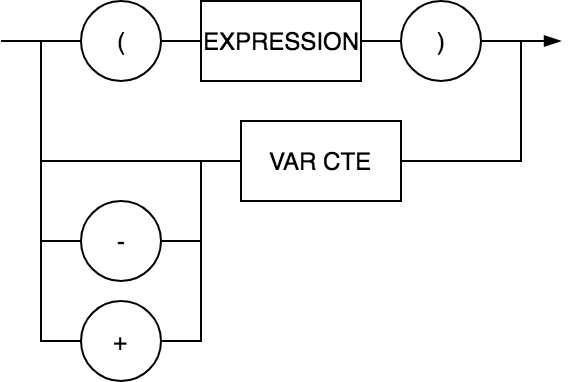 ( EXPRESSION )
VAR CTE
-
+